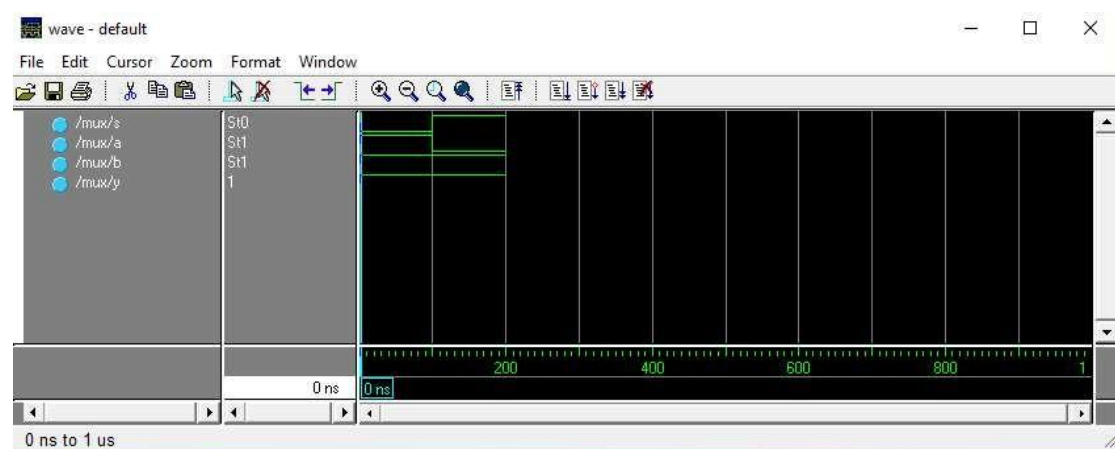 wave - default
File Edit Cursor Zoom Format Window
/mux/s St0
/mux/a St1
/mux/b St1
/mux/y 1
200 400 600 800 1
0 ns 0 ns
0 ns to 1 us